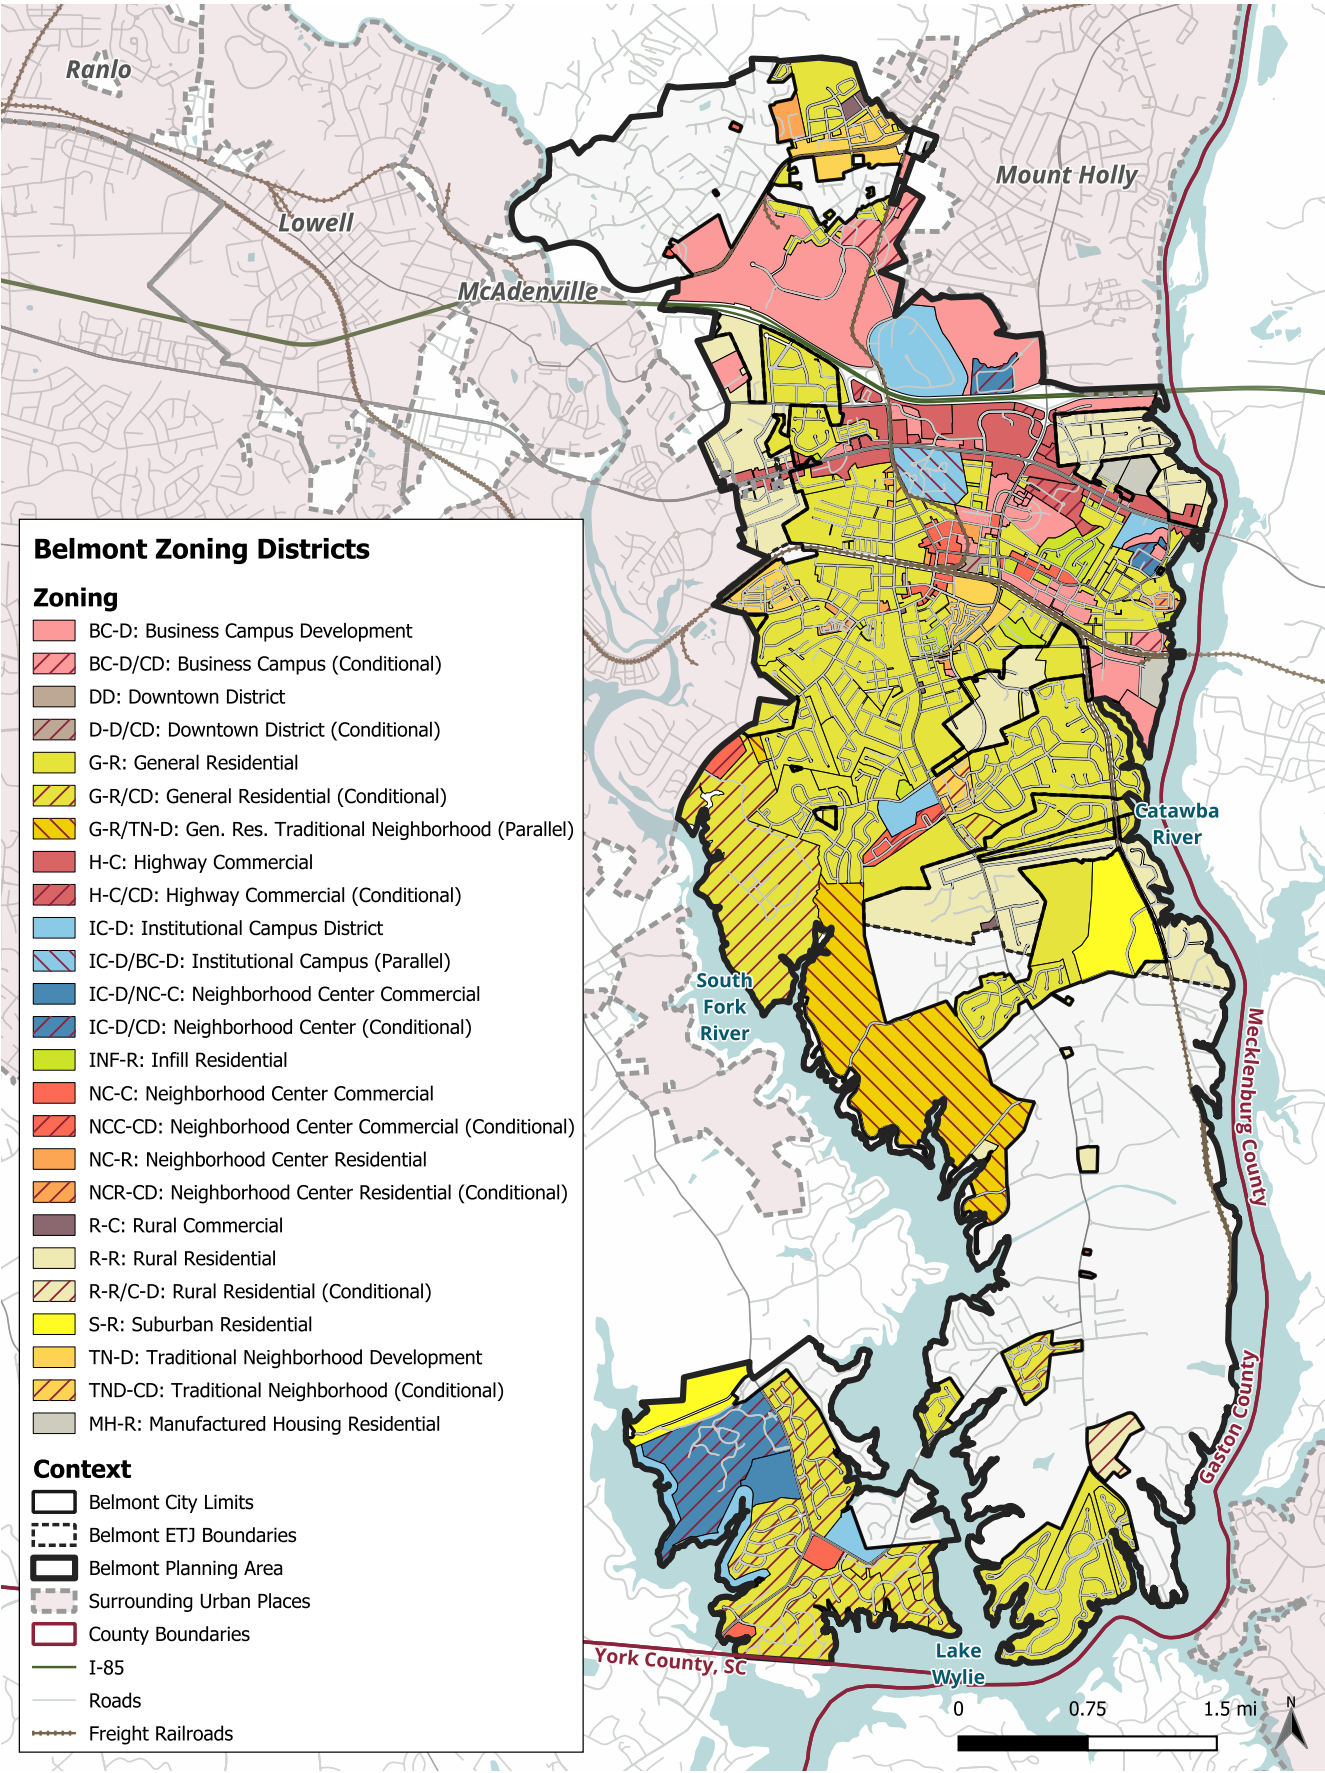 Ranlo
Mount Holly
Lowell
McAdenville
Belmont Zoning Districts
Zoning
BC-D: Business Campus Development
BC-D/CD: Business Campus (Conditional)
DD: Downtown District
D-D/CD: Downtown District (Conditional)
G-R: General Residential
G-R/CD: General Residential (Conditional)
G-R/TN-D: Gen. Res. Traditional Neighborhood (Parallel)
H-C: Highway Commercial
H-C/CD: Highway Commercial (Conditional)
IC-D: Institutional Campus District
IC-D/BC-D: Institutional Campus (Parallel)
IC-D/NC-C: Neighborhood Center Commercial
IC-D/CD: Neighborhood Center (Conditional)
INF-R: Infill Residential
NC-C: Neighborhood Center Commercial
NCC-CD: Neighborhood Center Commercial (Conditional)
NC-R: Neighborhood Center Residential
NCR-CD: Neighborhood Center Residential (Conditional)
R-C: Rural Commercial
R-R: Rural Residential
R-R/C-D: Rural Residential (Conditional)
S-R: Suburban Residential
TN-D: Traditional Neighborhood Development
TND-CD: Traditional Neighborhood (Conditional)
MH-R: Manufactured Housing Residential
Context
Belmont City Limits
Belmont ETJ Boundaries
Belmont Planning Area
Surrounding Urban Places
County Boundaries
I-85
Roads
Freight Railroads
Catawba
River
South
Fork
River
Mecklenburg County
Gaston County
York County, SC
Lake
Wylie
0 0.75 1.5 mi
N